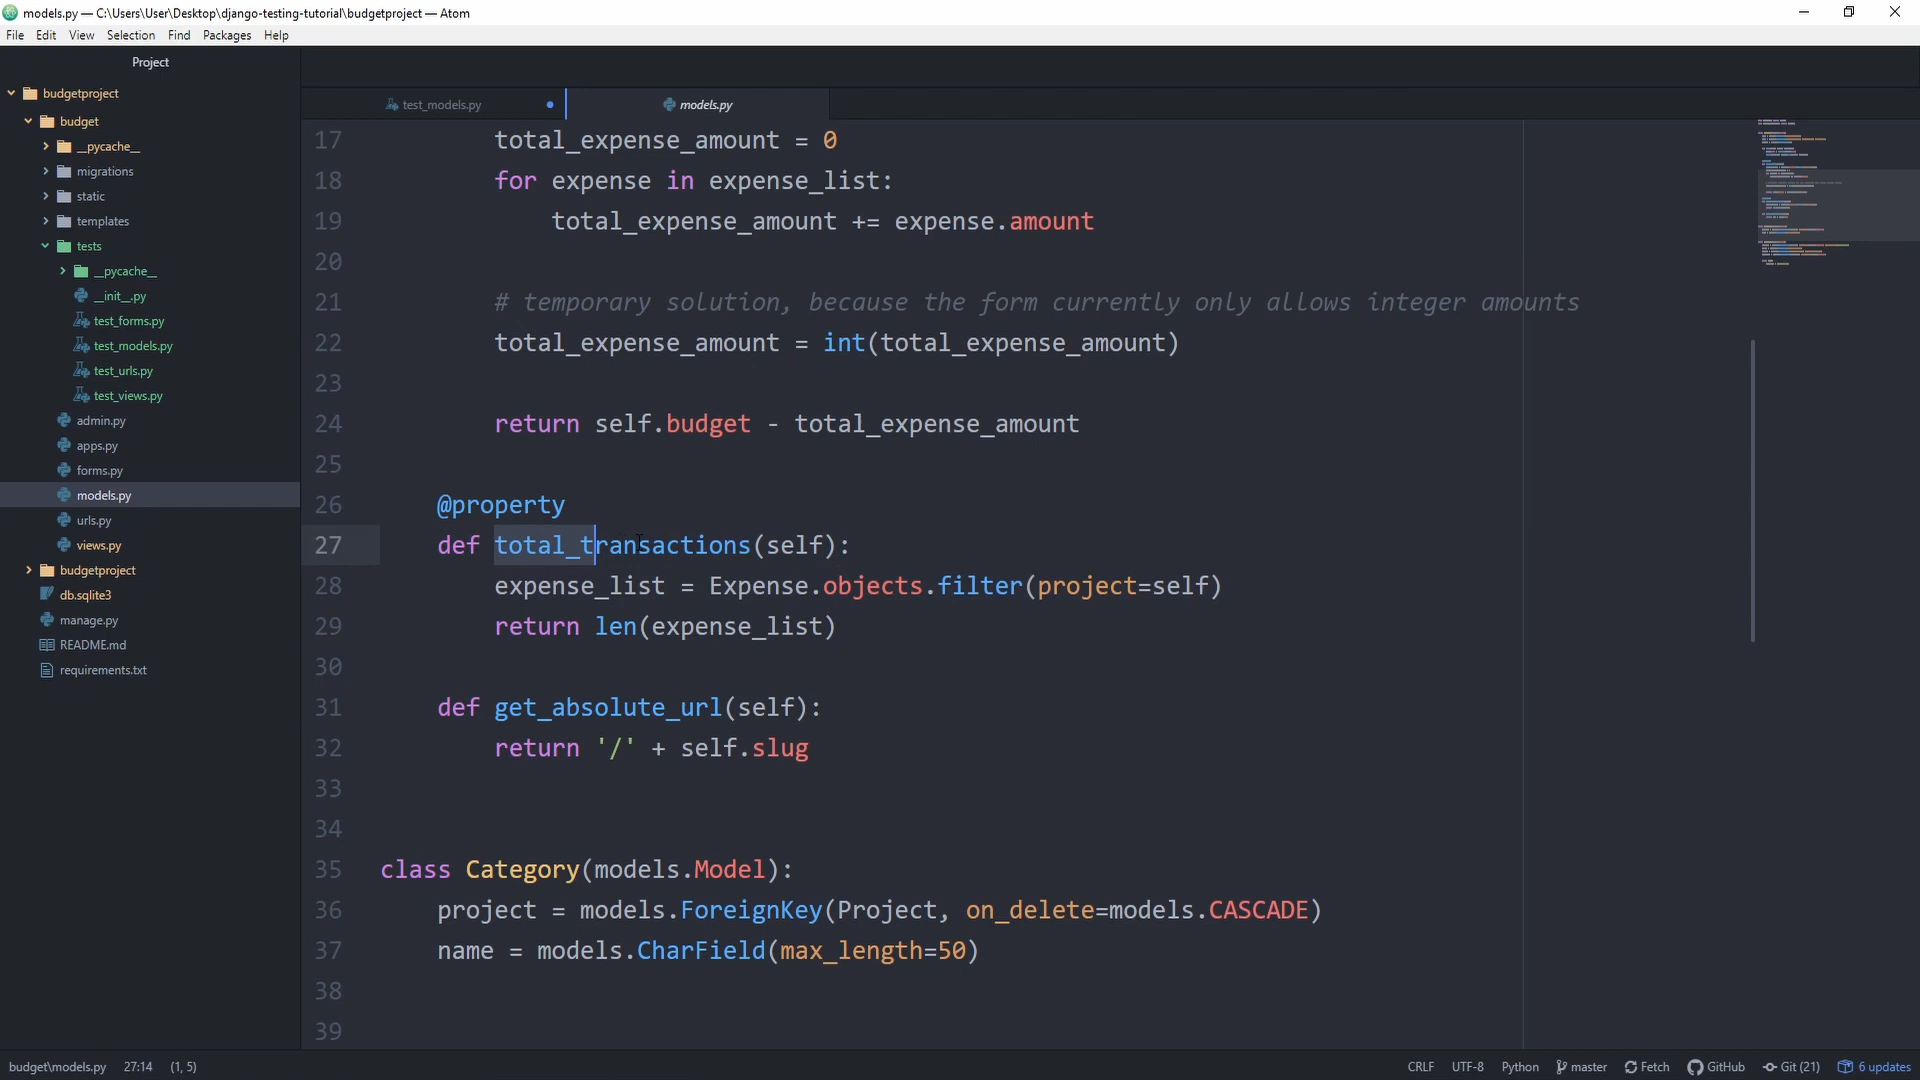 models.py — C:\Users\User\Desktop\django-testing-tutorial\budgetproject — Atom
File Edit View Selection Find Packages Help
Project
budgetproject
budget
__pycache__
migrations
static
templates
tests
__pycache__
__init__.py
test_forms.py
test_models.py
test_urls.py
test_views.py
admin.py
apps.py
forms.py
models.py
urls.py
views.py
budgetproject
db.sqlite3
manage.py
README.md
requirements.txt
test_models.py models.py
17 total_expense_amount = 0
18 for expense in expense_list:
19 total_expense_amount += expense.amount
20
21 # temporary solution, because the form currently only allows integer amounts
22 total_expense_amount = int(total_expense_amount)
23
24 return self.budget - total_expense_amount
25
26 @property
27 def total_transactions(self):
28 expense_list = Expense.objects.filter(project=self)
29 return len(expense_list)
30
31 def get_absolute_url(self):
32 return '/' + self.slug
33
34
35 class Category(models.Model):
36 project = models.ForeignKey(Project, on_delete=models.CASCADE)
37 name = models.CharField(max_length=50)
38
39
budget\models.py 27:14 (1, 5) CRLF UTF-8 Python master Fetch GitHub Git (21) 6 updates